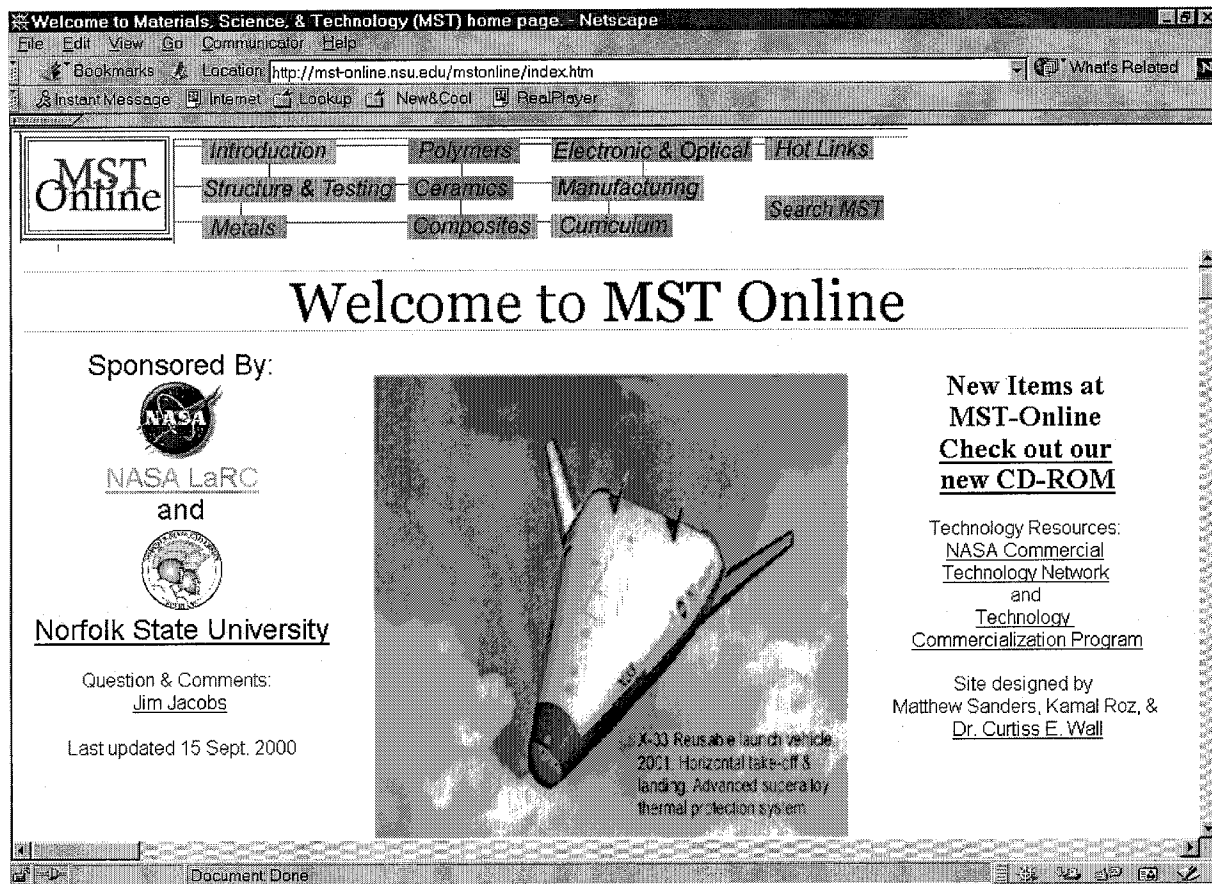 Welcome to Materials, Science, & Technology (MST) home page. - Netscape
File Edit View Go Communicator Help
Bookmarks Location: http://mst-online.nsu.edu/mstonline/index.htm What's Related N
Instant Message Internet Lookup New&Cool RealPlayer
MST
Online
Introduction Polymers Electronic & Optical Hot Links
Structure & Testing Ceramics Manufacturing
Search MST
Metals Composites Curriculum
Welcome to MST Online
Sponsored By:
NASA
NASA LaRC
and
Norfolk State University
Question & Comments:
Jim Jacobs
Last updated 15 Sept. 2000
X-33 Reusable launch vehicle
2001. Horizontal take-off &
landing. Advanced superalloy
thermal protection system
New Items at
MST-Online
Check out our
new CD-ROM
Technology Resources:
NASA Commercial
Technology Network
and
Technology
Commercialization Program
Site designed by
Matthew Sanders, Kamal Roz, &
Dr. Curtiss E. Wall
Document: Done